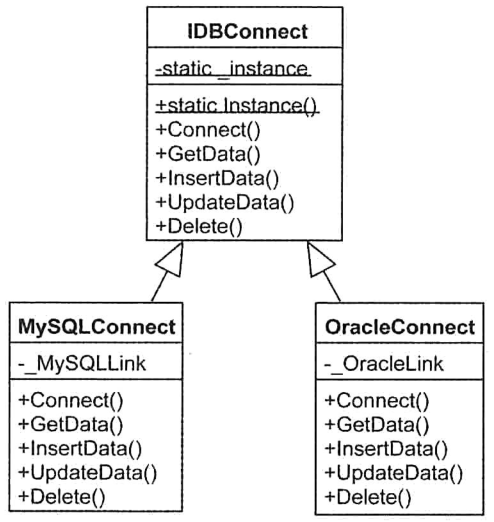 IDBConnect
-static _instance
+static Instance()
+Connect()
+GetData()
+InsertData()
+UpdateData()
+Delete()
MySQLConnect
-_MySQLLink
+Connect()
+GetData()
+InsertData()
+UpdateData()
+Delete()
OracleConnect
-_OracleLink
+Connect()
+GetData()
+InsertData()
+UpdateData()
+Delete()